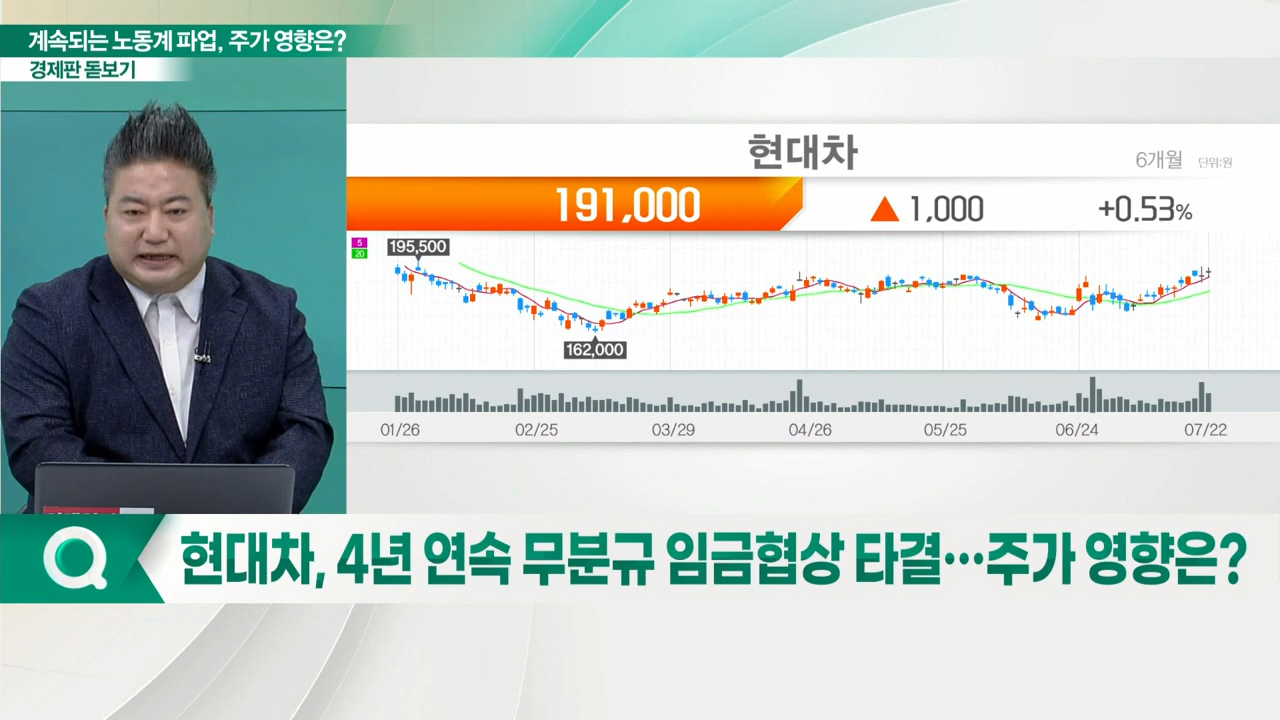 계속되는 노동계 파업, 주가 영향은?
경제판 돋보기
현대차
6개월 단위:원
191,000 ▲ 1,000 +0.53%
5
20
195,500
162,000
01/26 02/25 03/29 04/26 05/25 06/24 07/22
현대차, 4년 연속 무분규 임금협상 타결…주가 영향은?